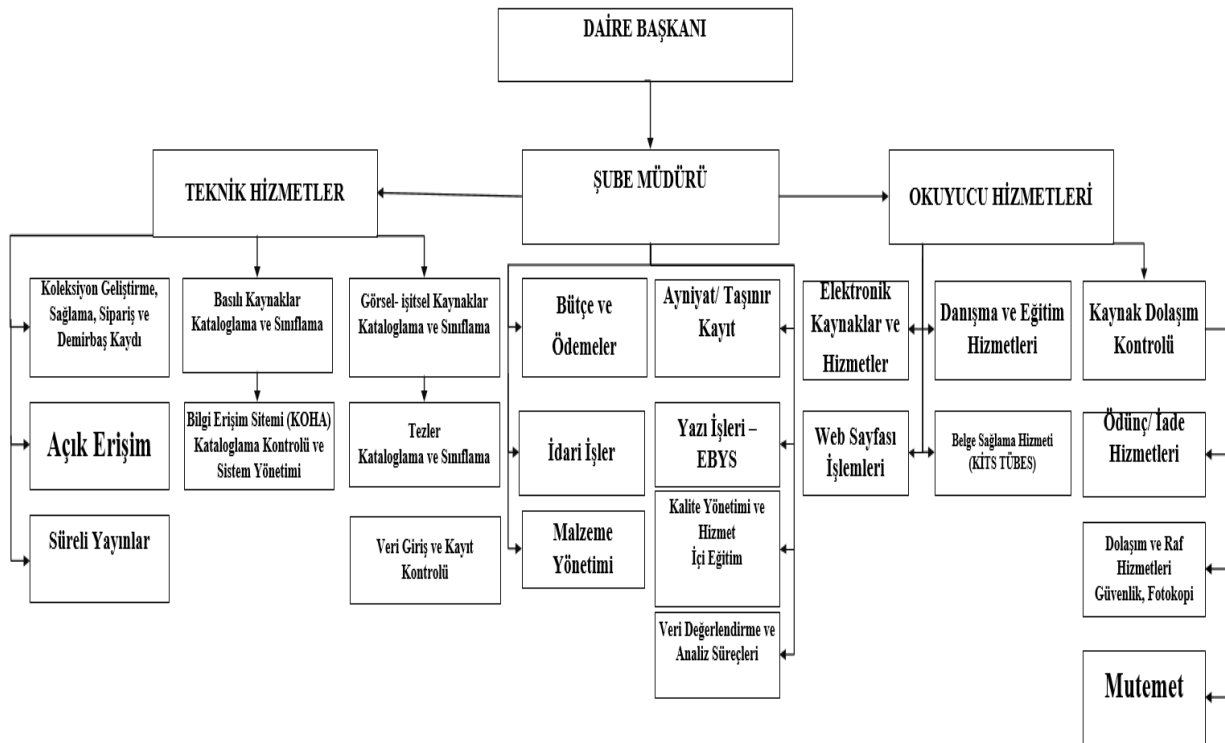 DAİRE BAŞKANI
TEKNİK HİZMETLER
ŞUBE MÜDÜRÜ
OKUYUCU HİZMETLERİ
Koleksiyon Geliştirme,
Sağlama, Sipariş ve
Demirbaş Kaydı
Basılı Kaynaklar
Kataloglama ve Sınıflama
Görsel- işitsel Kaynaklar
Kataloglama ve Sınıflama
Bütçe ve
Ödemeler
Ayniyat/ Taşınır
Kayıt
Elektronik
Kaynaklar ve
Hizmetler
Danışma ve Eğitim
Hizmetleri
Kaynak Dolaşım
Kontrolü
Açık Erişim
Bilgi Erişim Sitemi (KOHA)
Kataloglama Kontrolü ve
Sistem Yönetimi
Tezler
Kataloglama ve Sınıflama
İdari İşler
Yazı İşleri –
EBYS
Web Sayfası
İşlemleri
Belge Sağlama Hizmeti
(KİTS TÜBES)
Ödünç/ İade
Hizmetleri
Süreli Yayınlar
Veri Giriş ve Kayıt
Kontrolü
Malzeme
Yönetimi
Kalite Yönetimi ve
Hizmet
İçi Eğitim
Dolaşım ve Raf
Hizmetleri
Güvenlik, Fotokopi
Veri Değerlendirme ve
Analiz Süreçleri
Mutemet